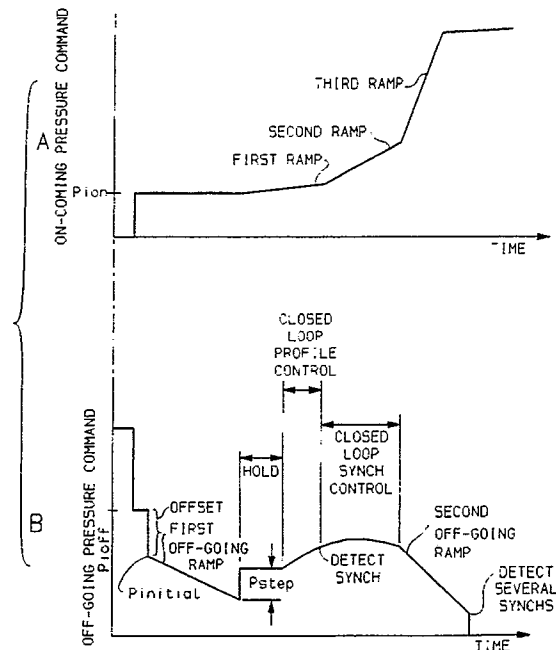 ON-COMING PRESSURE COMMAND
A
Pion
THIRD RAMP
SECOND RAMP
FIRST RAMP
TIME
OFF-GOING PRESSURE COMMAND
B
Pioff
CLOSED
LOOP
PROFILE
CONTROL
HOLD
CLOSED
LOOP
SYNCH
CONTROL
OFFSET
FIRST
OFF-GOING
RAMP
Pinitial
Pstep
DETECT
SYNCH
SECOND
OFF-GOING
RAMP
DETECT
SEVERAL
SYNCHS
TIME